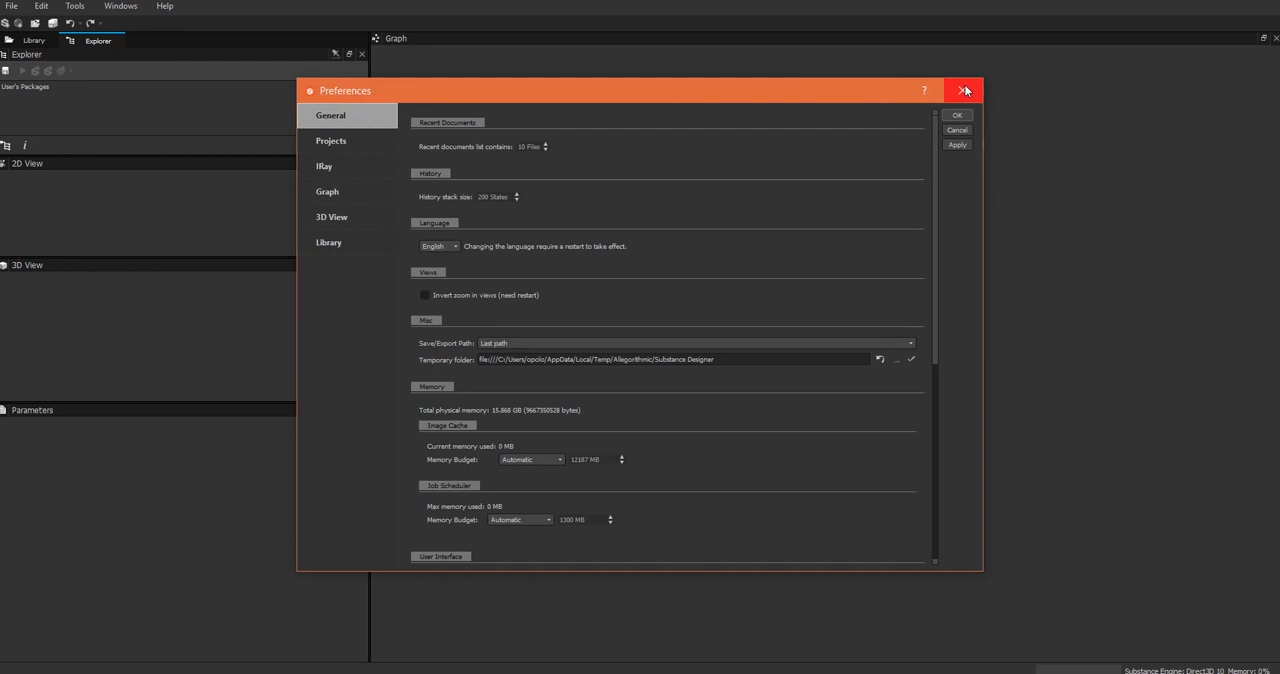 File Edit Tools Windows Help
Library Explorer
Graph
Explorer
User's Packages
2D View
3D View
Parameters
Preferences ?
General
Projects
IRay
Graph
3D View
Library
Recent Documents
Recent documents list contains: 10 Files
History
History stack size: 200 States
Language
English Changing the language require a restart to take effect.
Views
Invert zoom in views (need restart)
Misc
Save/Export Path: Last path
Temporary folder: file:///C:/Users/opolo/AppData/Local/Temp/Allegorithmic/Substance Designer ...
Memory
Total physical memory: 15.868 GB (9667350528 bytes)
Image Cache
Current memory used: 0 MB
Memory Budget: Automatic 12187 MB
Job Scheduler
Max memory used: 0 MB
Memory Budget: Automatic 1300 MB
User Interface
OK
Cancel
Apply
Substance Engine: Direct3D 10 Memory: 0%